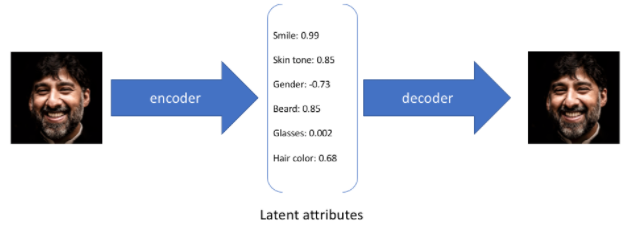 encoder
Smile: 0.99
Skin tone: 0.85
Gender: -0.73
Beard: 0.85
Glasses: 0.002
Hair color: 0.68
decoder
Latent attributes